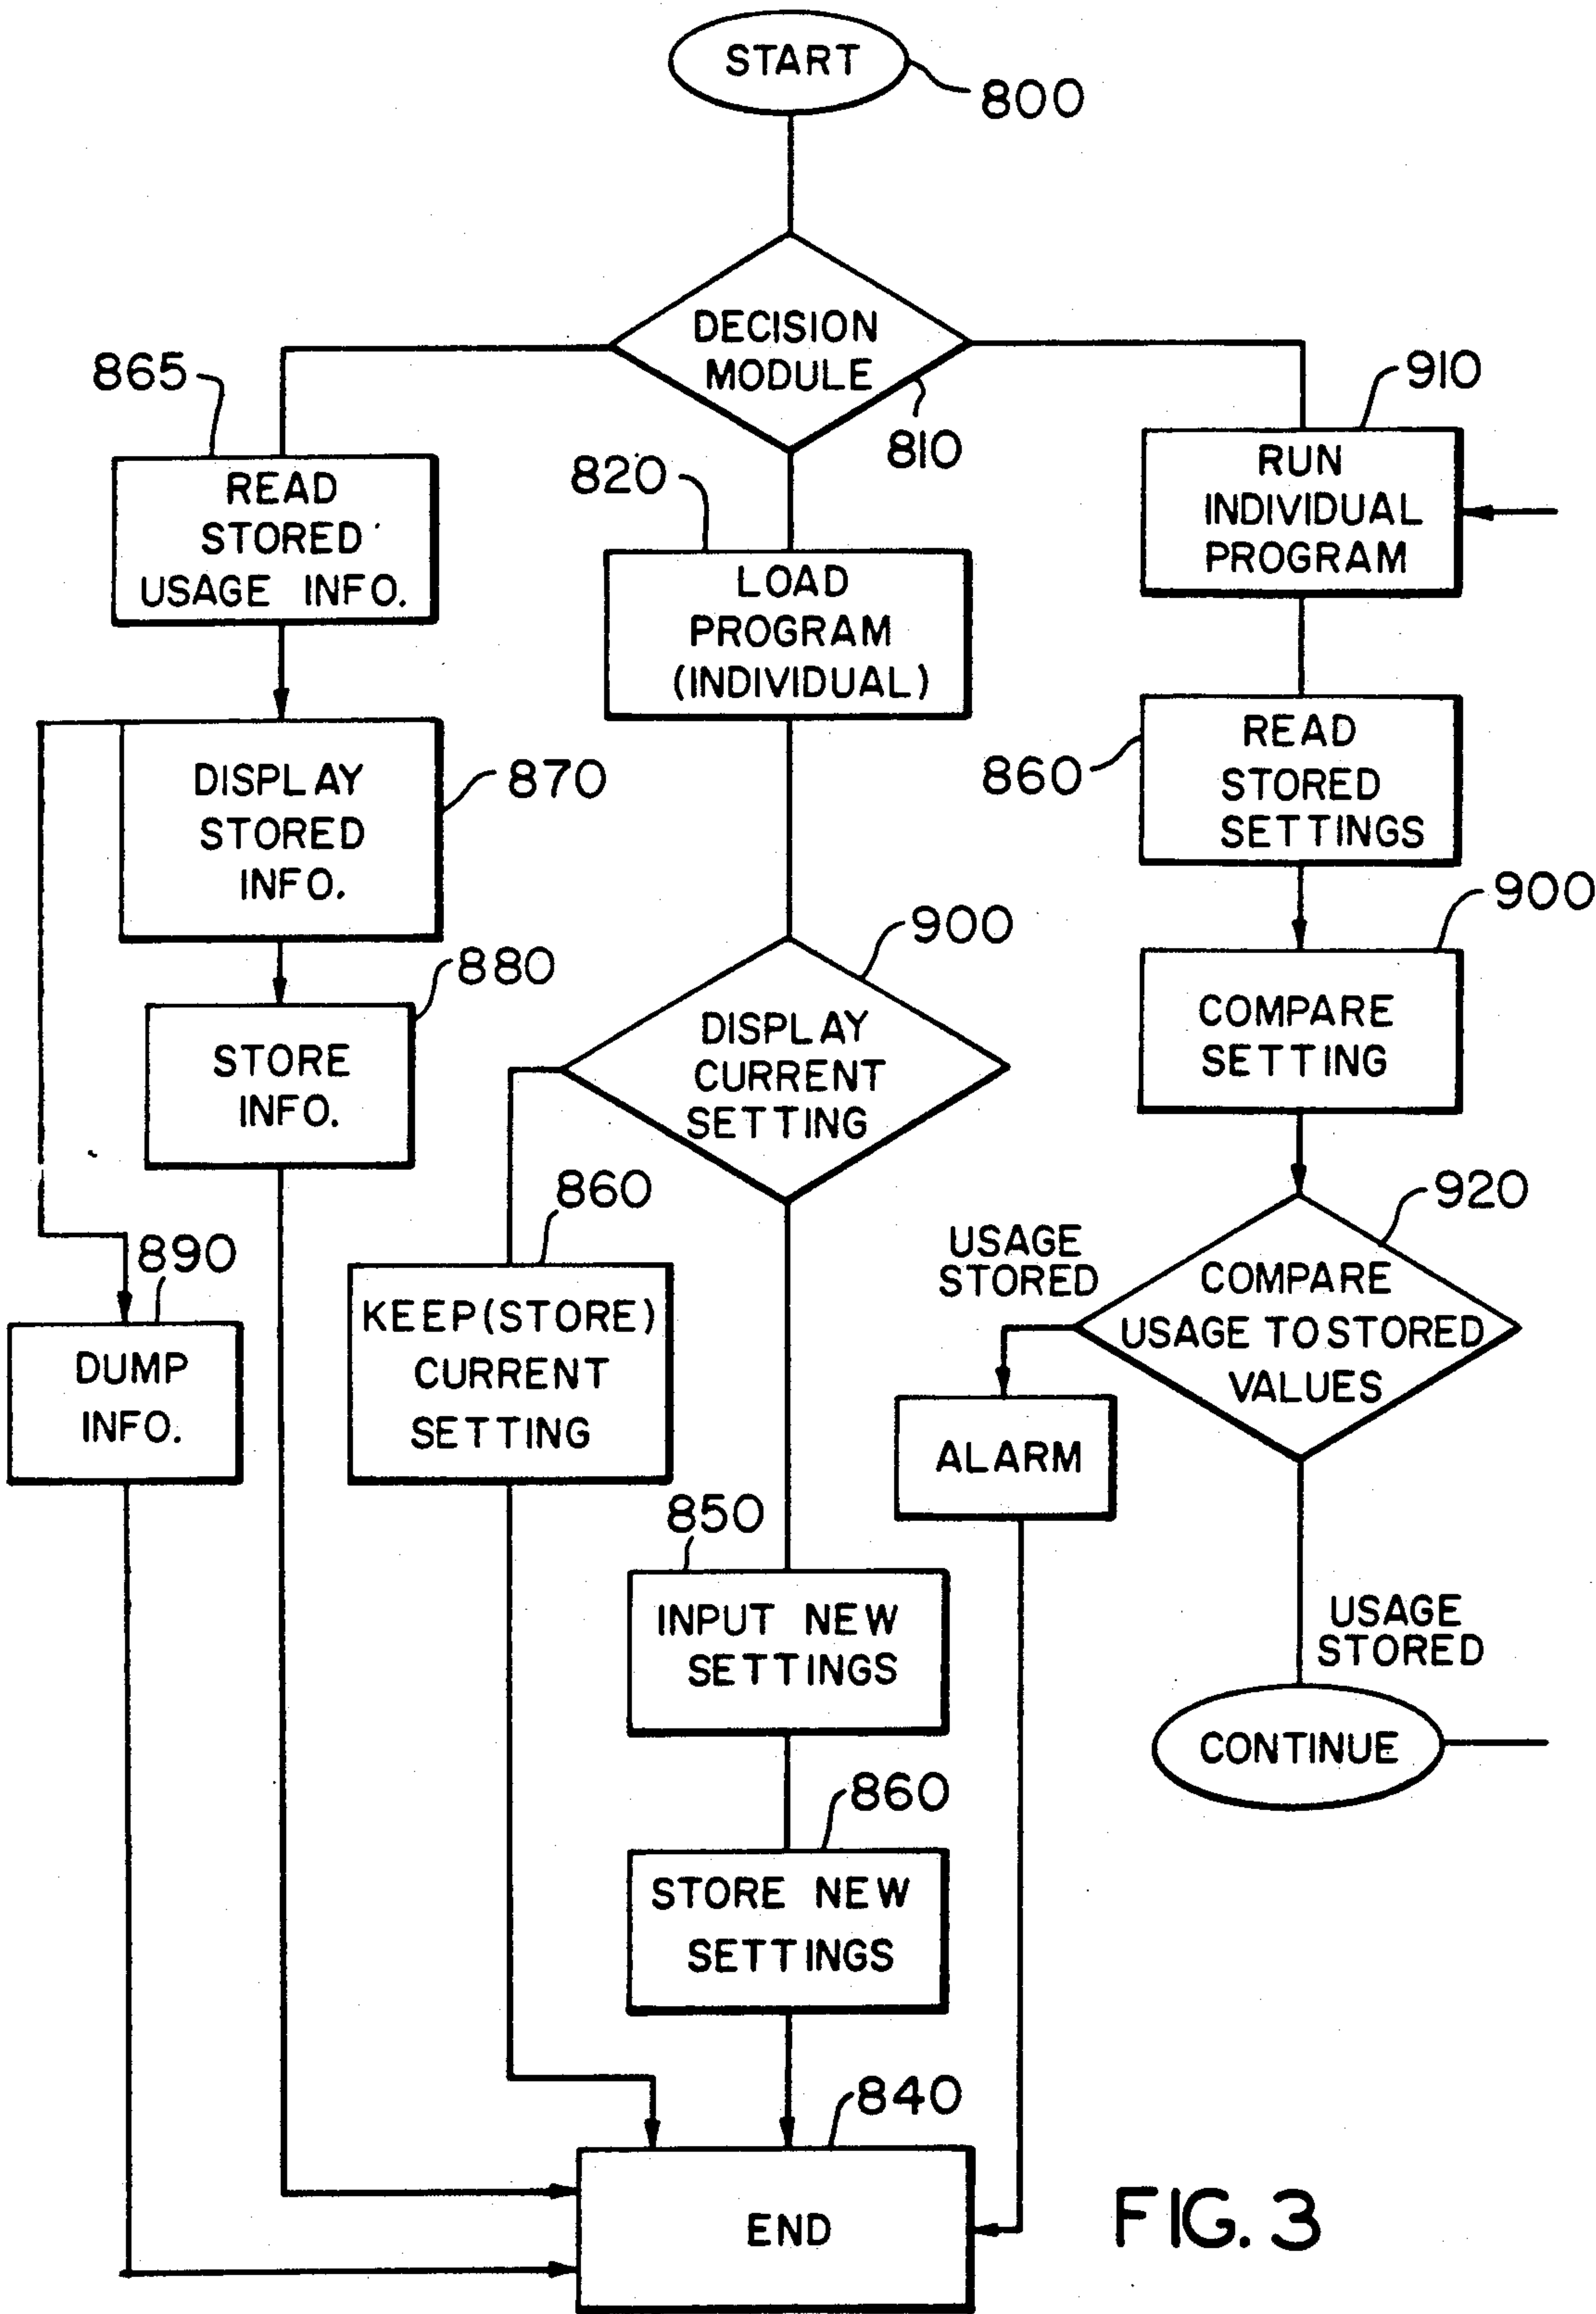 START
800
DECISION
MODULE
810
865
READ
STORED
USAGE INFO.
820
LOAD
PROGRAM
(INDIVIDUAL)
910
RUN
INDIVIDUAL
PROGRAM
DISPLAY
STORED
INFO.
870
860
READ
STORED
SETTINGS
880
STORE
INFO.
900
DISPLAY
CURRENT
SETTING
900
COMPARE
SETTING
890
DUMP
INFO.
860
KEEP(STORE)
CURRENT
SETTING
920
COMPARE
USAGE TO STORED
VALUES
USAGE
STORED
ALARM
850
INPUT NEW
SETTINGS
USAGE
STORED
CONTINUE
860
STORE NEW
SETTINGS
840
END
FIG. 3